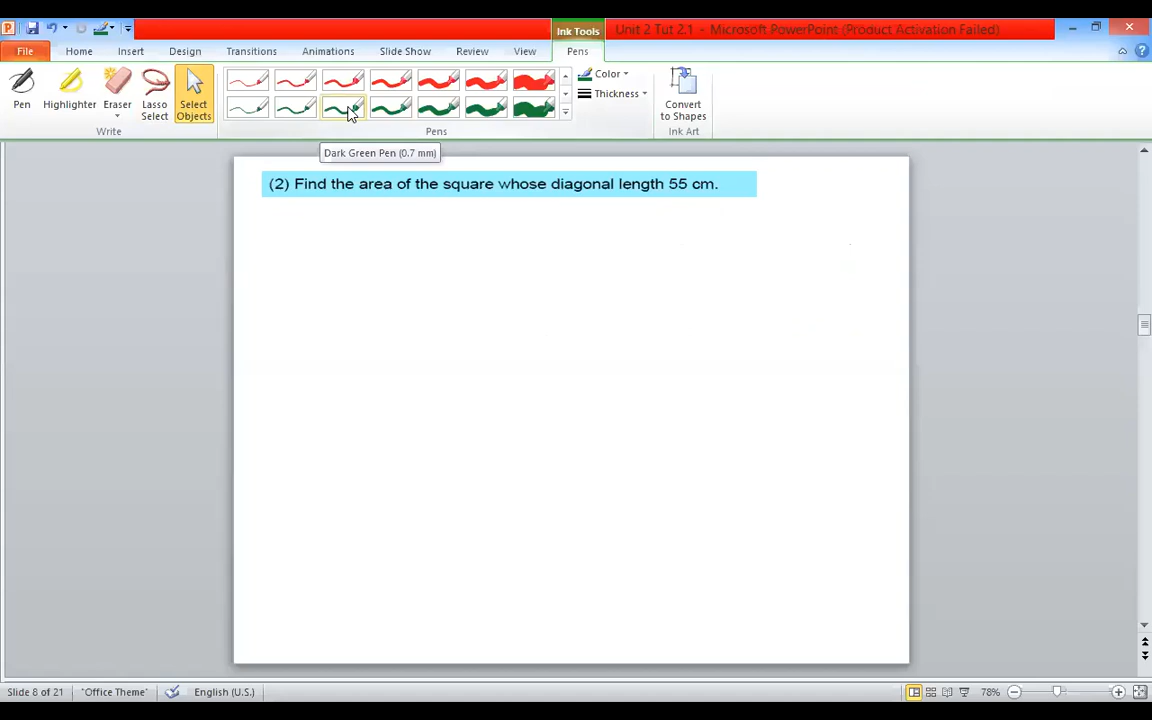 Ink Tools
Unit 2 Tut 2.1 - Microsoft PowerPoint (Product Activation Failed)
File Home Insert Design Transitions Animations Slide Show Review View Pens
Pen Highlighter Eraser Lasso Select Select Objects
Color
Thickness
Convert to Shapes
Write Pens Ink Art
Dark Green Pen (0.7 mm)
(2) Find the area of the square whose diagonal length 55 cm.
Slide 8 of 21 "Office Theme" English (U.S.) 78%